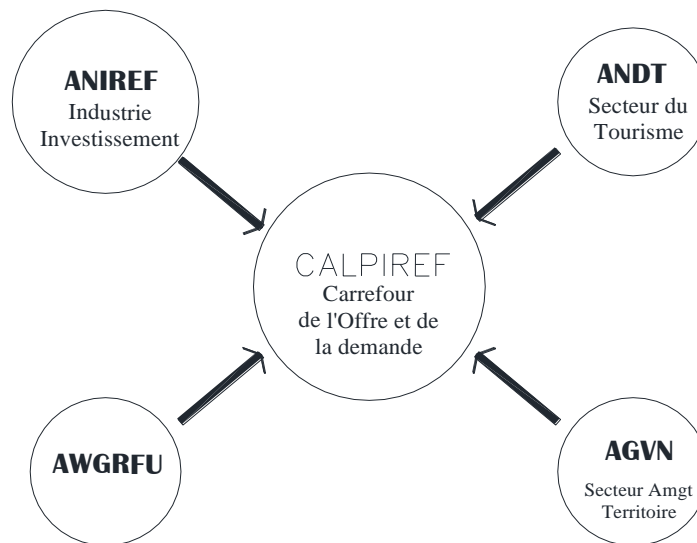 ANIREF
Industrie
Investissement
ANDT
Secteur du
Tourisme
CALPIREF
Carrefour
de l'Offre et de
la demande
AWGRFU
AGVN
Secteur Amgt
Territoire